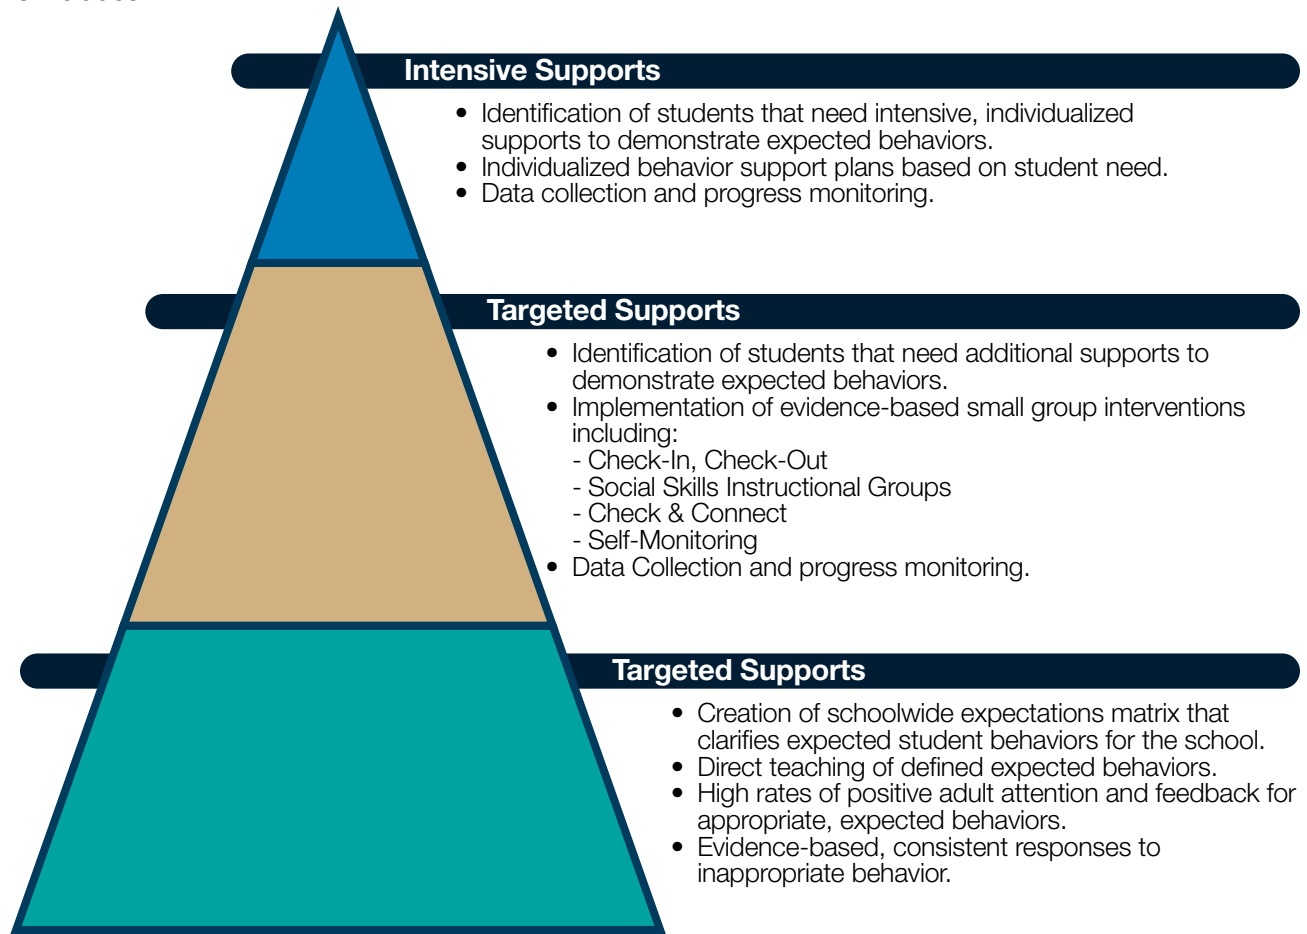 Intensive Supports
• Identification of students that need intensive, individualized
supports to demonstrate expected behaviors.
• Individualized behavior support plans based on student need.
• Data collection and progress monitoring.
Targeted Supports
• Identification of students that need additional supports to
demonstrate expected behaviors.
• Implementation of evidence-based small group interventions
including:
- Check-In, Check-Out
- Social Skills Instructional Groups
- Check & Connect
- Self-Monitoring
• Data Collection and progress monitoring.
Targeted Supports
• Creation of schoolwide expectations matrix that
clarifies expected student behaviors for the school.
• Direct teaching of defined expected behaviors.
• High rates of positive adult attention and feedback for
appropriate, expected behaviors.
• Evidence-based, consistent responses to
inappropriate behavior.